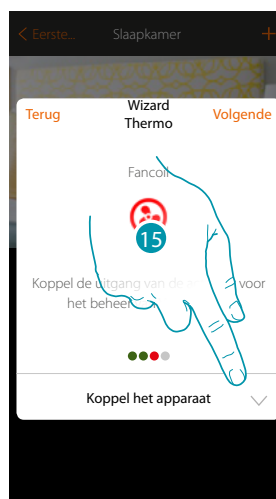 Eerste... Slaapkamer +
Terug Wizard Thermo Volgende
Fancoil
15
Koppel de uitgang van de voor
het beheer
Koppel het apparaat